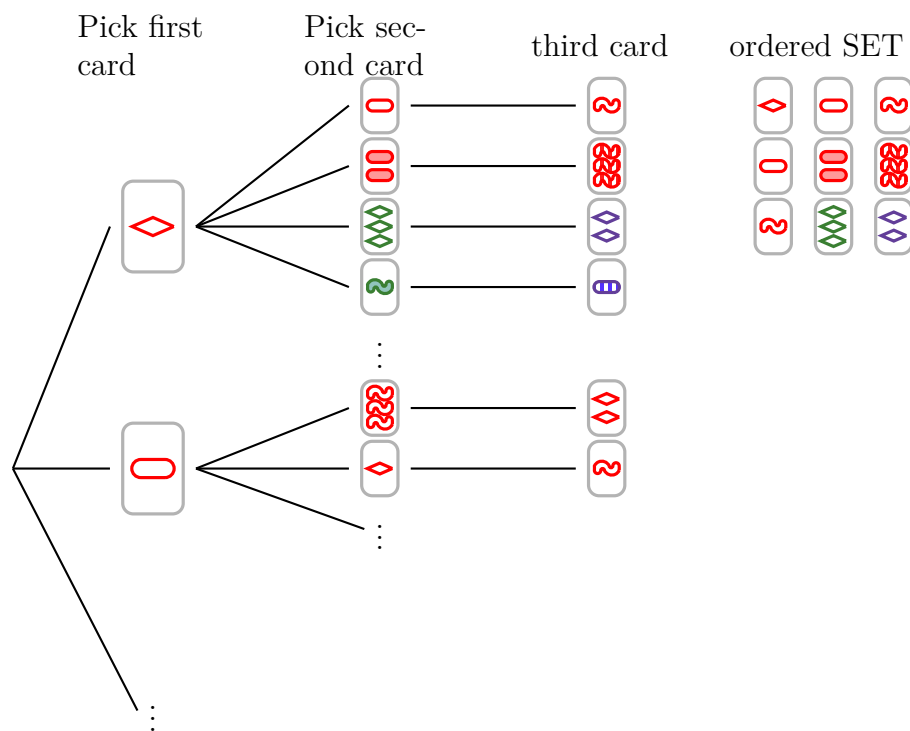 Pick first
card
Pick sec-
ond card
third card
ordered SET